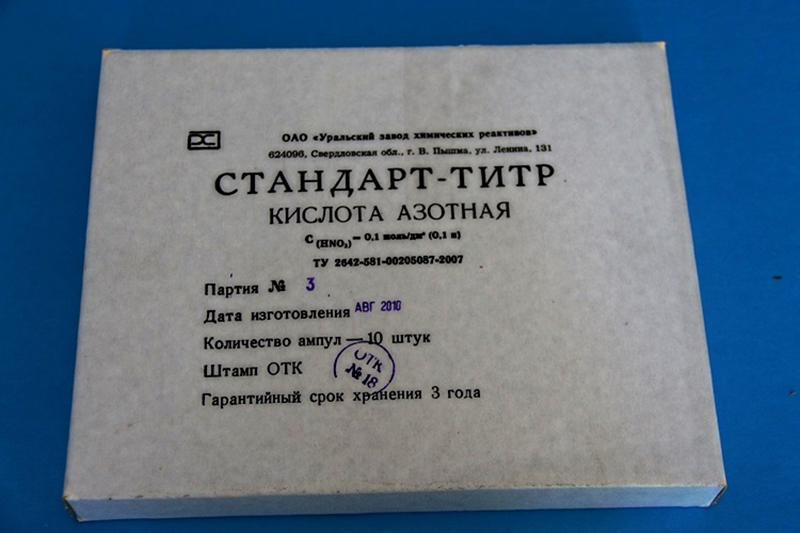 ОАО «Уральский завод химических реактивов»
624096, Свердловская обл., г. В. Пышма, ул. Ленина, 131
СТАНДАРТ-ТИТР
КИСЛОТА АЗОТНАЯ
C (HNO₃) = 0,1 моль/дм³ (0,1 н)
ТУ 2642-581-00205087-2007
Партия № 3
Дата изготовления АВГ 2010
Количество ампул — 10 штук
Штамп ОТК
ОТК
№ 18
Гарантийный срок хранения 3 года